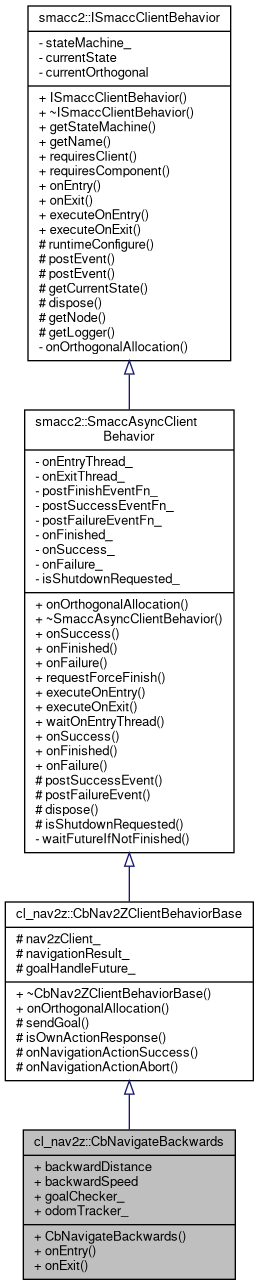 smacc2::ISmaccClientBehavior
- stateMachine_
- currentState
- currentOrthogonal
+ ISmaccClientBehavior()
+ ~ISmaccClientBehavior()
+ getStateMachine()
+ getName()
+ requiresClient()
+ requiresComponent()
+ onEntry()
+ onExit()
+ executeOnEntry()
+ executeOnExit()
# runtimeConfigure()
# postEvent()
# postEvent()
# getCurrentState()
# dispose()
# getNode()
# getLogger()
- onOrthogonalAllocation()
smacc2::SmaccAsyncClient
Behavior
- onEntryThread_
- onExitThread_
- postFinishEventFn_
- postSuccessEventFn_
- postFailureEventFn_
- onFinished_
- onSuccess_
- onFailure_
- isShutdownRequested_
+ onOrthogonalAllocation()
+ ~SmaccAsyncClientBehavior()
+ onSuccess()
+ onFinished()
+ onFailure()
+ requestForceFinish()
+ executeOnEntry()
+ executeOnExit()
+ waitOnEntryThread()
+ onSuccess()
+ onFinished()
+ onFailure()
# postSuccessEvent()
# postFailureEvent()
# dispose()
# isShutdownRequested()
- waitFutureIfNotFinished()
cl_nav2z::CbNav2ZClientBehaviorBase
# nav2zClient_
# navigationResult_
# goalHandleFuture_
+ ~CbNav2ZClientBehaviorBase()
+ onOrthogonalAllocation()
# sendGoal()
# isOwnActionResponse()
# onNavigationActionSuccess()
# onNavigationActionAbort()
cl_nav2z::CbNavigateBackwards
+ backwardDistance
+ backwardSpeed
+ goalChecker_
+ odomTracker_
+ CbNavigateBackwards()
+ onEntry()
+ onExit()